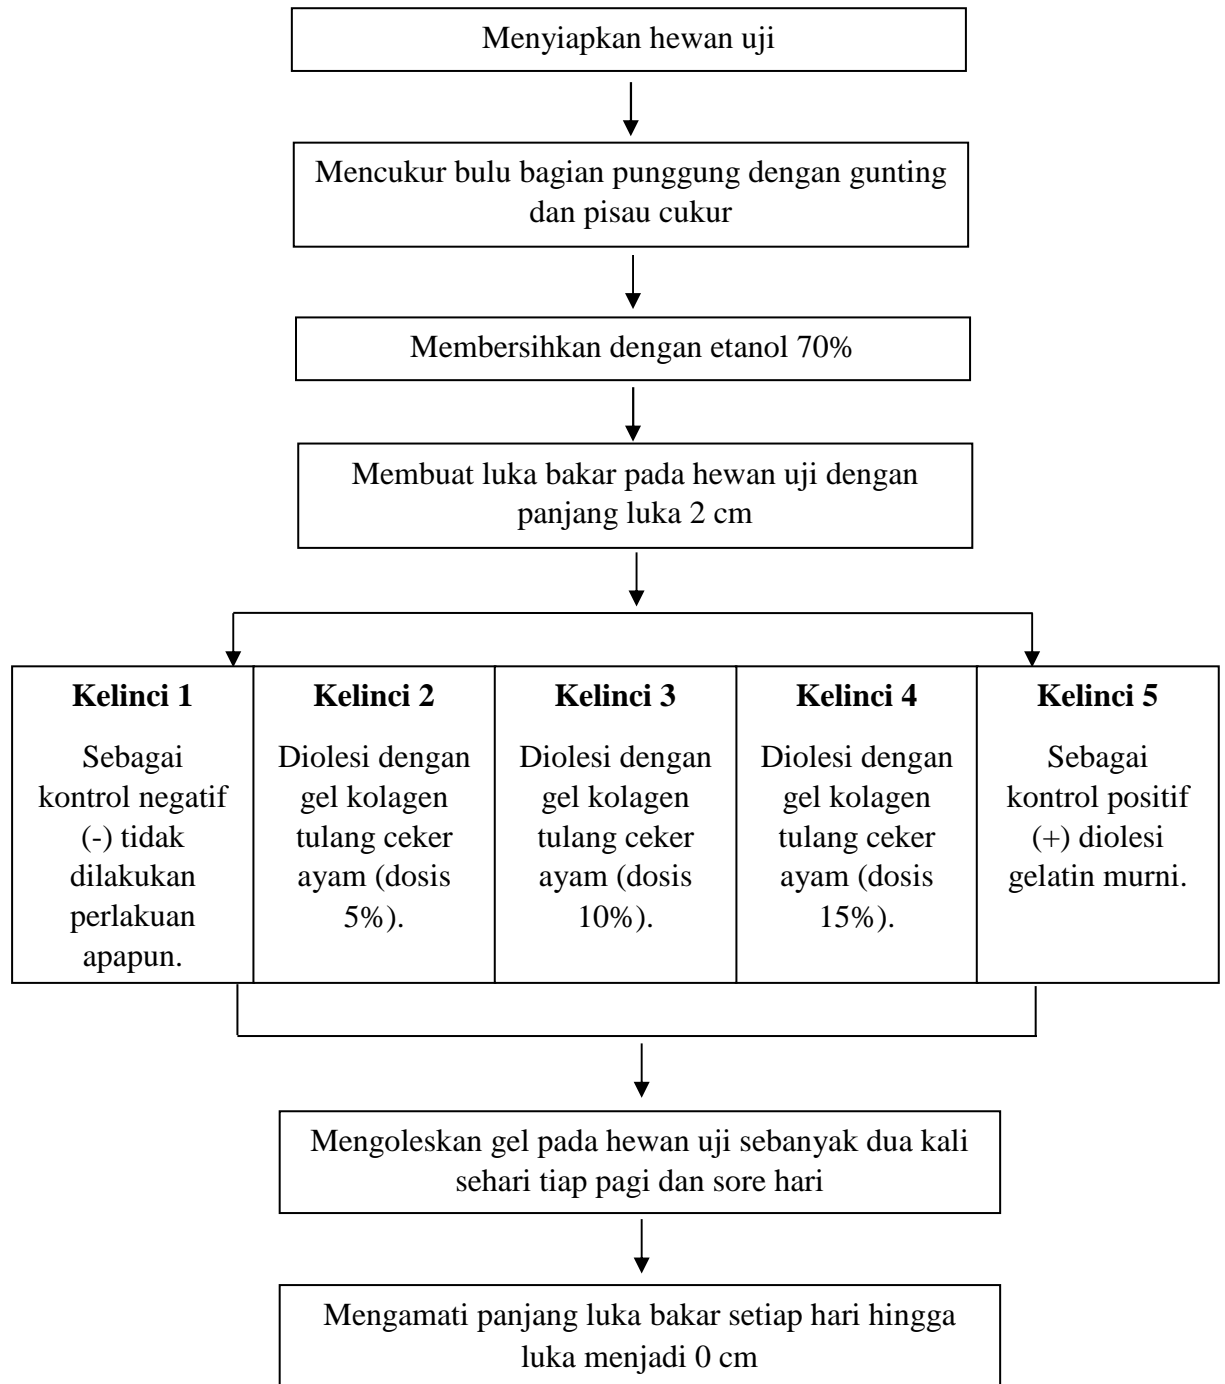 Menyiapkan hewan uji
Mencukur bulu bagian punggung dengan gunting
dan pisau cukur
Membersihkan dengan etanol 70%
Membuat luka bakar pada hewan uji dengan
panjang luka 2 cm
Kelinci 1
Sebagai
kontrol negatif
(-) tidak
dilakukan
perlakuan
apapun.
Kelinci 2
Diolesi dengan
gel kolagen
tulang ceker
ayam (dosis
5%).
Kelinci 3
Diolesi dengan
gel kolagen
tulang ceker
ayam (dosis
10%).
Kelinci 4
Diolesi dengan
gel kolagen
tulang ceker
ayam (dosis
15%).
Kelinci 5
Sebagai
kontrol positif
(+) diolesi
gelatin murni.
Mengoleskan gel pada hewan uji sebanyak dua kali
sehari tiap pagi dan sore hari
Mengamati panjang luka bakar setiap hari hingga
luka menjadi 0 cm